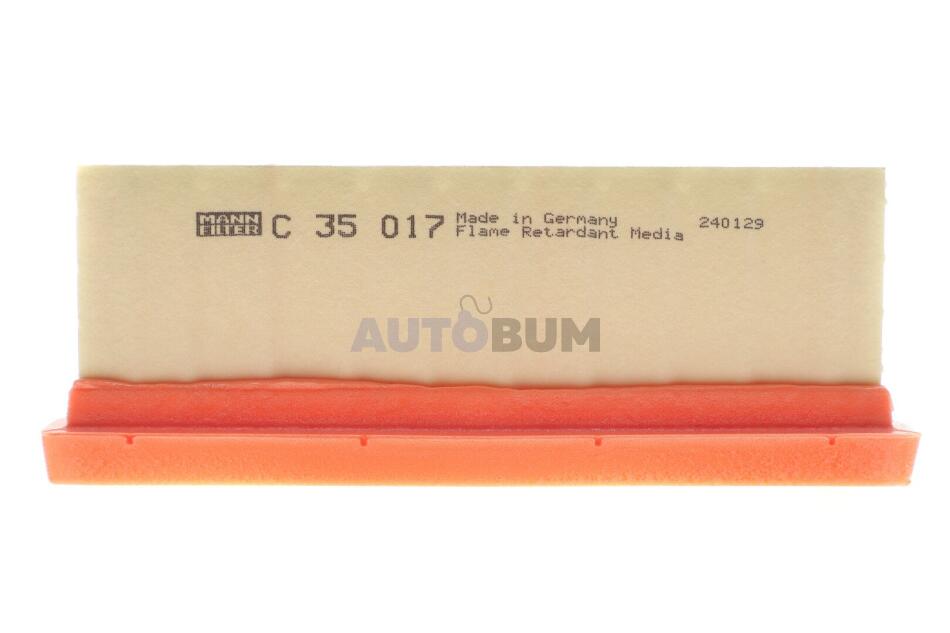 MANN
FILTER
C 35 017
Made in Germany
Flame Retardant Media
240129
AUTOBUM